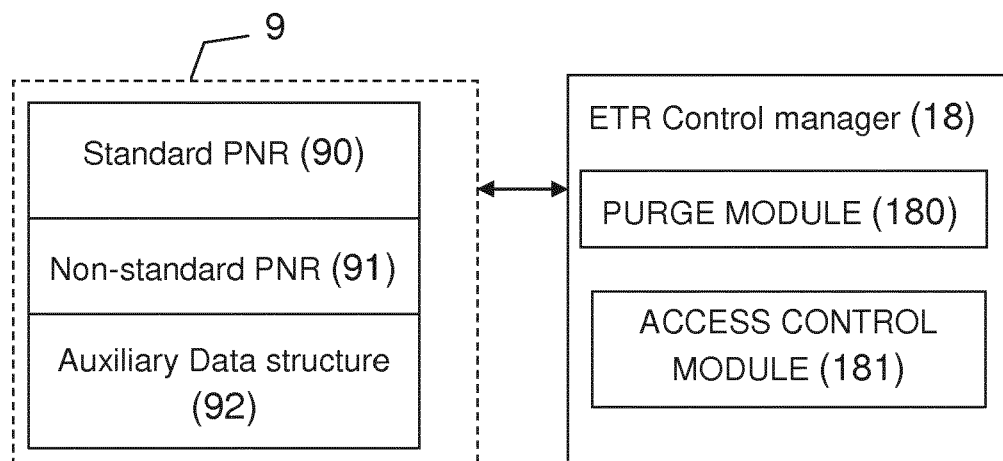 9
Standard PNR (90)
Non-standard PNR (91)
Auxiliary Data structure
(92)
ETR Control manager (18)
PURGE MODULE (180)
ACCESS CONTROL
MODULE (181)